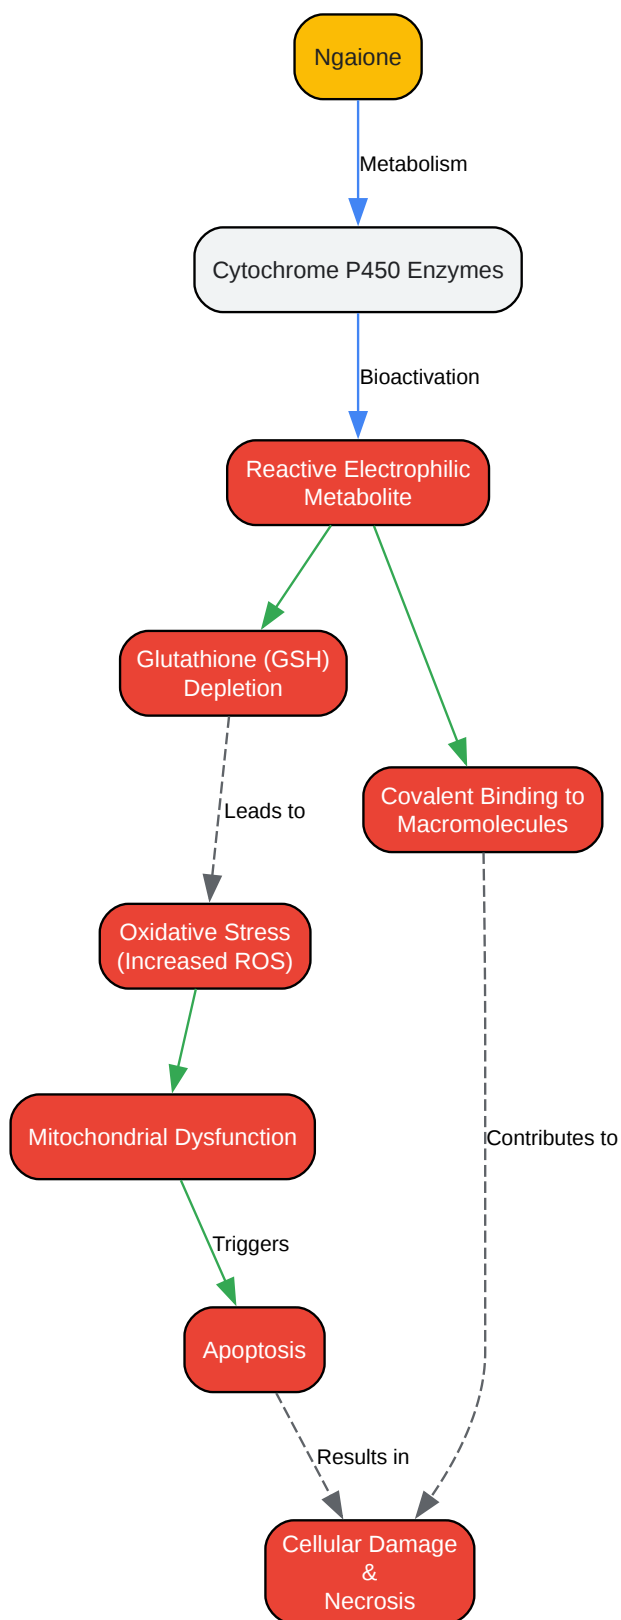 Ngaione
Metabolism
Cytochrome P450 Enzymes
Bioactivation
Reactive Electrophilic
Metabolite
Glutathione (GSH)
Depletion
Covalent Binding to
Macromolecules
Leads to
Oxidative Stress
(Increased ROS)
Mitochondrial Dysfunction
Contributes to
Triggers
Apoptosis
Results in
Cellular Damage
&
Necrosis